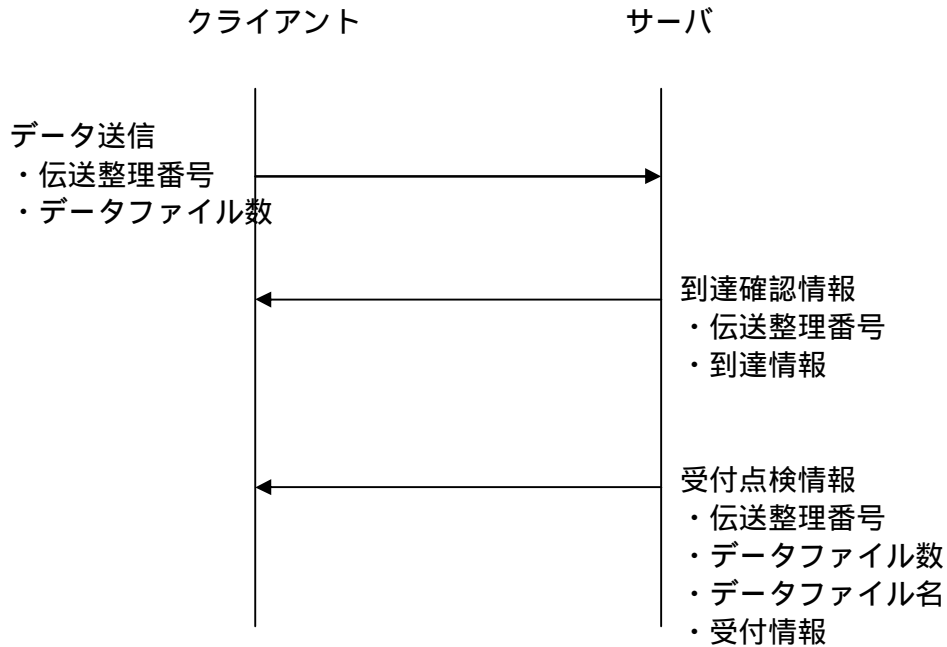 クライアント
サーバ
データ送信
・伝送整理番号
・データファイル数
到達確認情報
・伝送整理番号
・到達情報
受付点検情報
・伝送整理番号
・データファイル数
・データファイル名
・受付情報